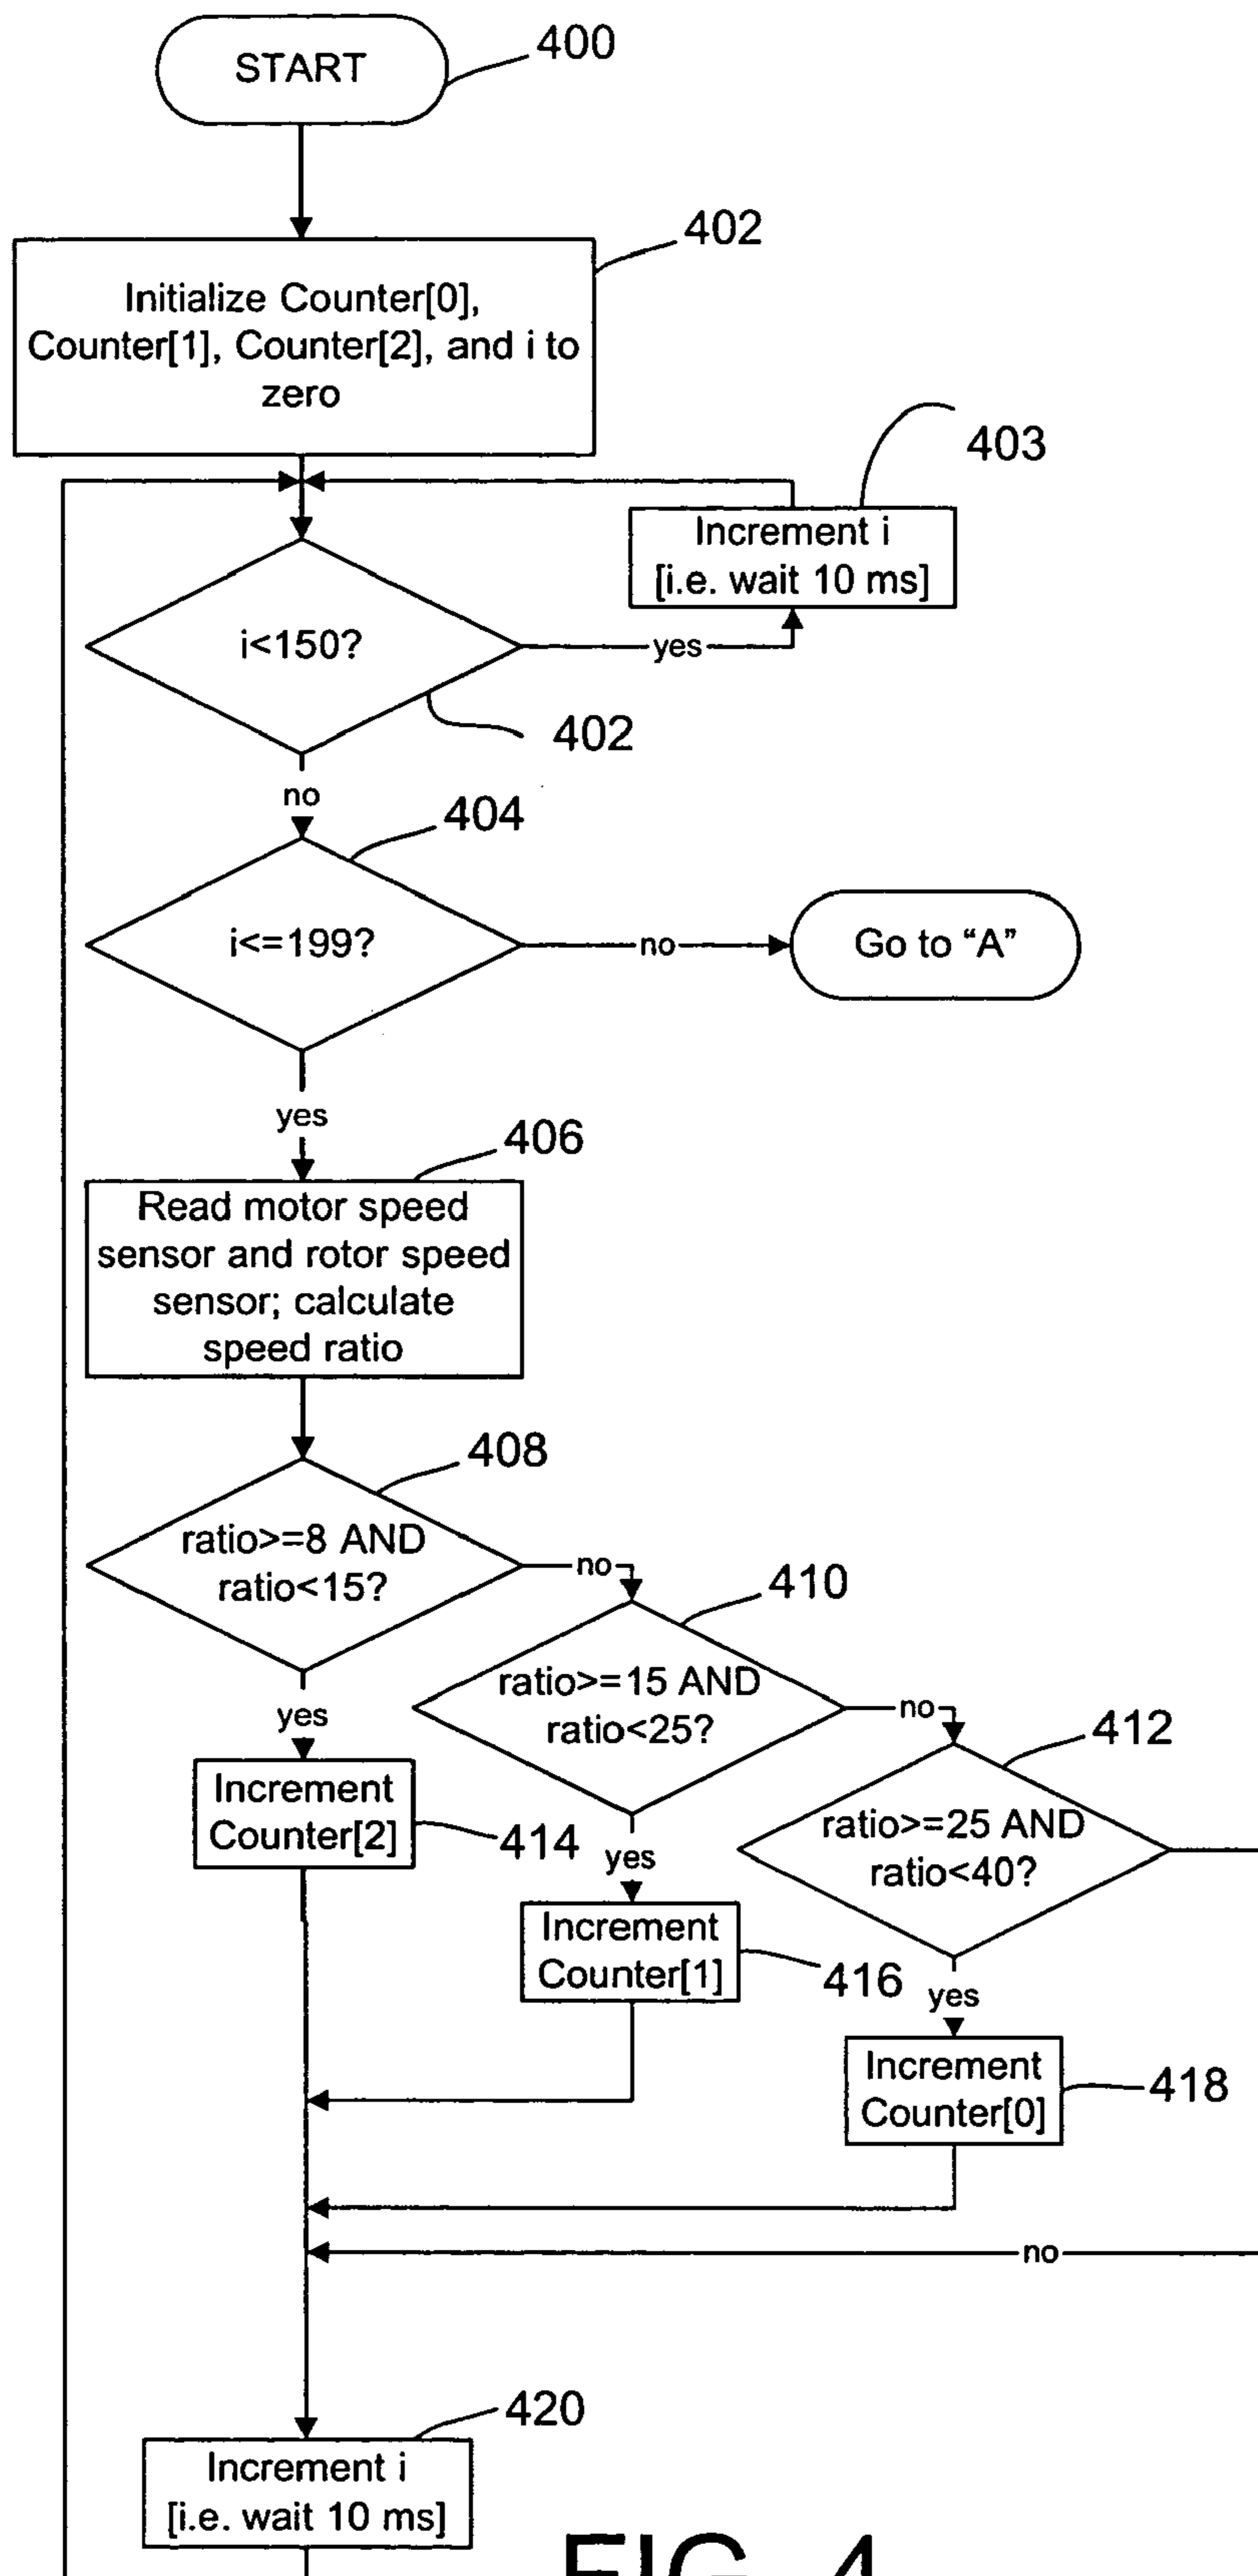 START
400
402
Initialize Counter[0],
Counter[1], Counter[2], and i to
zero
403
Increment i
[i.e. wait 10 ms]
i<150?
yes
402
no
404
i<=199?
no
Go to “A”
yes
406
Read motor speed
sensor and rotor speed
sensor; calculate
speed ratio
408
ratio>=8 AND
ratio<15?
no
410
ratio>=15 AND
ratio<25?
no
412
ratio>=25 AND
ratio<40?
yes
Increment
Counter[2]
414
yes
Increment
Counter[1]
416
yes
Increment
Counter[0]
418
no
420
Increment i
[i.e. wait 10 ms]
FIG. 4